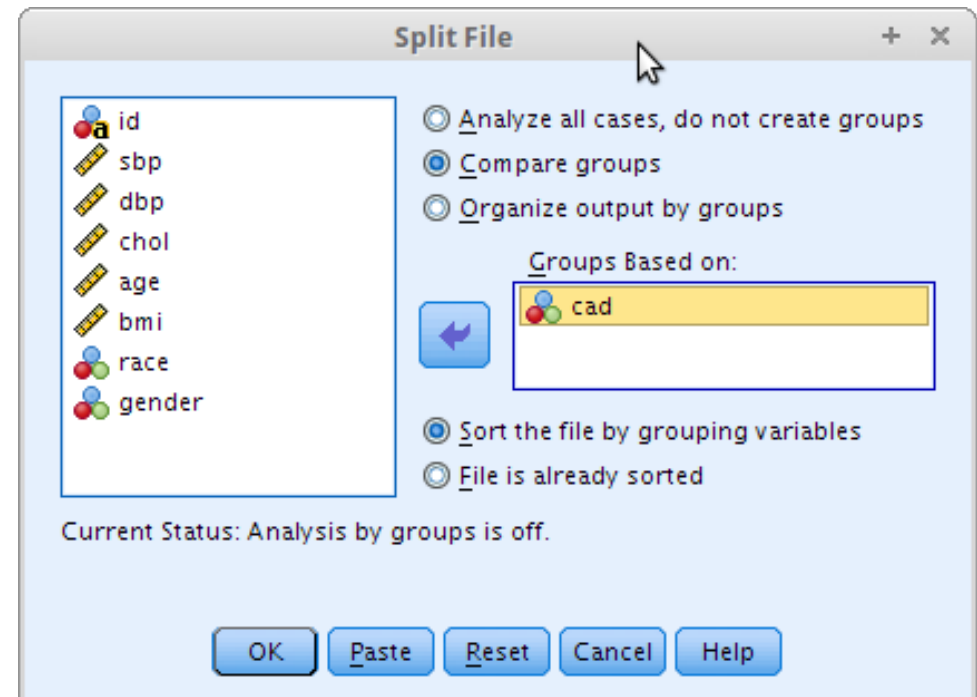 Split File
id
sbp
dbp
chol
age
bmi
race
gender
Analyze all cases, do not create groups
Compare groups
Organize output by groups
Groups Based on:
cad
Sort the file by grouping variables
File is already sorted
Current Status: Analysis by groups is off.
OK Paste Reset Cancel Help